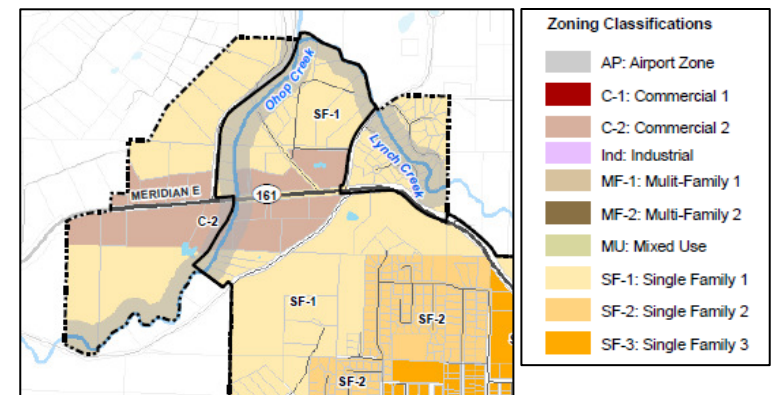 Ohop Creek
SF-1
Lynch Creek
MERIDIAN E
161
C-2
SF-1
SF-2
SF-2
Zoning Classifications
AP: Airport Zone
C-1: Commercial 1
C-2: Commercial 2
Ind: Industrial
MF-1: Mulit-Family 1
MF-2: Multi-Family 2
MU: Mixed Use
SF-1: Single Family 1
SF-2: Single Family 2
SF-3: Single Family 3